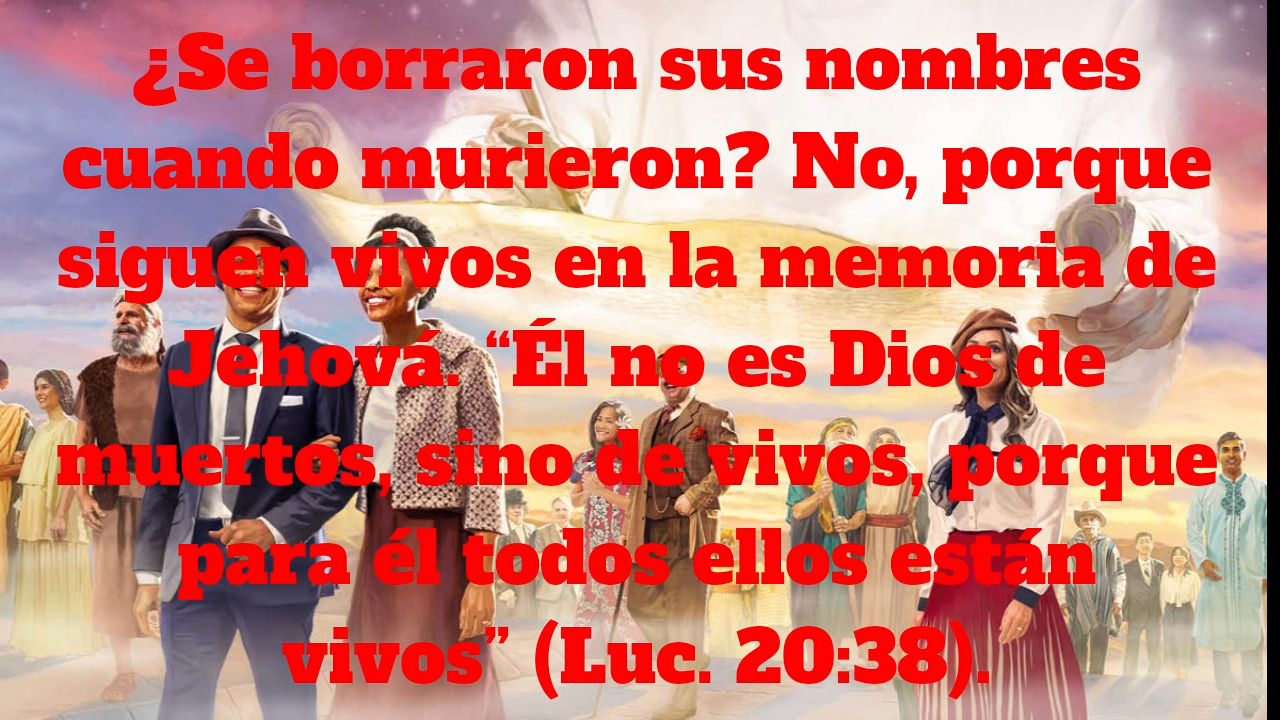 ¿Se borraron sus nombres
cuando murieron? No, porque
siguen vivos en la memoria de
Jehová. “Él no es Dios de
muertos, sino de vivos, porque
para él todos ellos están
vivos” (Luc. 20:38).